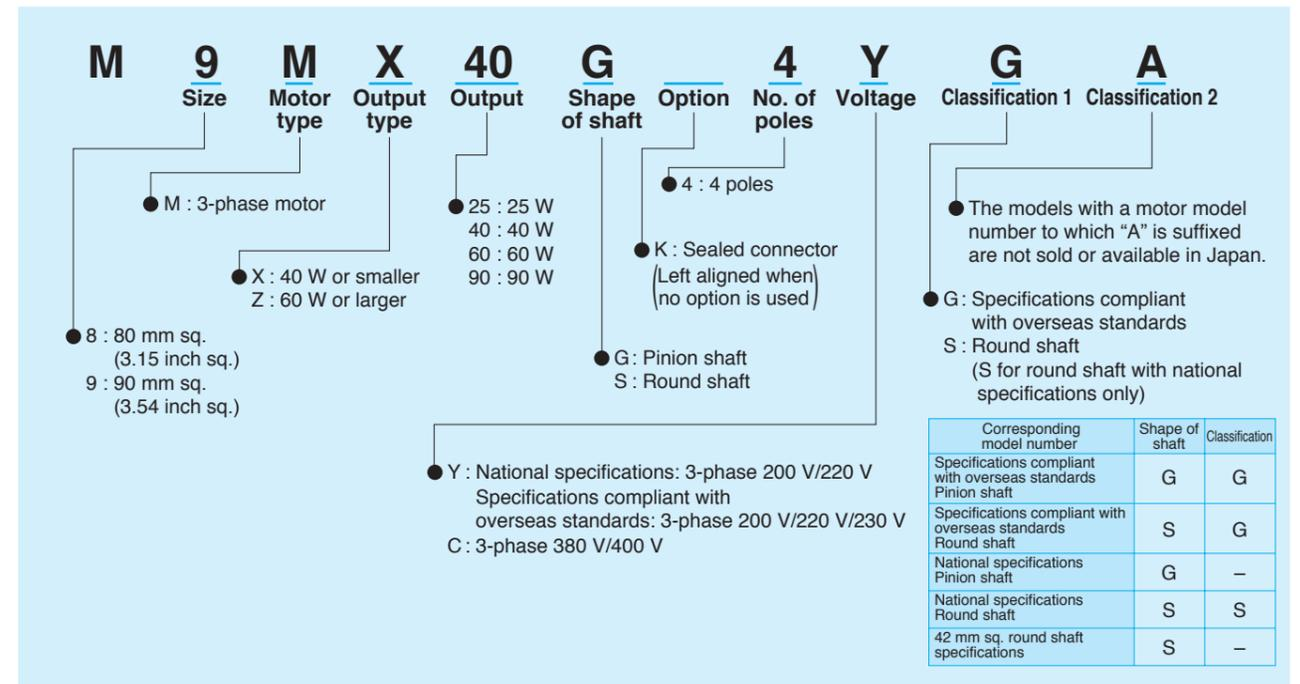 M 9 M X 40 G 4 Y G A
Size Motor type Output type Output Shape of shaft Option No. of poles Voltage Classification 1 Classification 2
M : 3-phase motor
X : 40 W or smaller
Z : 60 W or larger
8 : 80 mm sq.
(3.15 inch sq.)
9 : 90 mm sq.
(3.54 inch sq.)
25 : 25 W
40 : 40 W
60 : 60 W
90 : 90 W
4 : 4 poles
K : Sealed connector
(Left aligned when
no option is used)
G : Pinion shaft
S : Round shaft
Y : National specifications: 3-phase 200 V/220 V
Specifications compliant with
overseas standards: 3-phase 200 V/220 V/230 V
C : 3-phase 380 V/400 V
The models with a motor model
number to which “A” is suffixed
are not sold or available in Japan.
G : Specifications compliant
with overseas standards
S : Round shaft
(S for round shaft with national
specifications only)
Corresponding model number Shape of shaft Classification
Specifications compliant
with overseas standards
Pinion shaft G G
Specifications compliant with
overseas standards
Round shaft S G
National specifications
Pinion shaft G –
National specifications
Round shaft S S
42 mm sq. round shaft
specifications S –